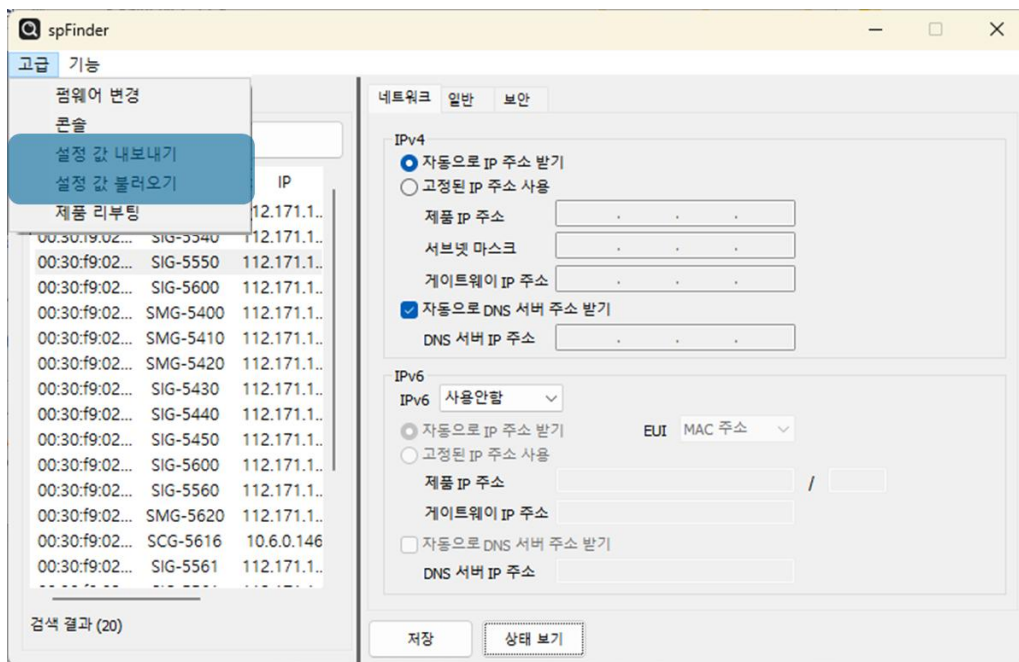 spFinder
고급 기능
펌웨어 변경
콘솔
설정 값 내보내기
설정 값 불러오기
제품 리부팅
IP
12.171.1..
00:30:f9:02... SIG-5540 112.171.1..
00:30:f9:02... SIG-5550 112.171.1..
00:30:f9:02... SIG-5600 112.171.1..
00:30:f9:02... SMG-5400 112.171.1..
00:30:f9:02... SMG-5410 112.171.1..
00:30:f9:02... SMG-5420 112.171.1..
00:30:f9:02... SIG-5430 112.171.1..
00:30:f9:02... SIG-5440 112.171.1..
00:30:f9:02... SIG-5450 112.171.1..
00:30:f9:02... SIG-5600 112.171.1..
00:30:f9:02... SIG-5560 112.171.1..
00:30:f9:02... SMG-5620 112.171.1..
00:30:f9:02... SCG-5616 10.6.0.146
00:30:f9:02... SIG-5561 112.171.1..
검색 결과 (20)
네트워크 일반 보안
IPv4
자동으로 IP 주소 받기
고정된 IP 주소 사용
제품 IP 주소 . . .
서브넷 마스크 . . .
게이트웨이 IP 주소 . . .
자동으로 DNS 서버 주소 받기
DNS 서버 IP 주소 . . .
IPv6
IPv6 사용안함
자동으로 IP 주소 받기 EUI MAC 주소
고정된 IP 주소 사용
제품 IP 주소 /
게이트웨이 IP 주소
자동으로 DNS 서버 주소 받기
DNS 서버 IP 주소
저장 상태 보기